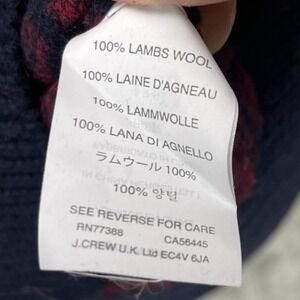 100% LAMBS WOOL
100% LAINE D'AGNEAU
100% LAMMWOLLE
100% LANA DI AGNELLO
ラムウール 100%
100% 양털
SEE REVERSE FOR CARE
RN77388 CA56445
J.CREW U.K. Ltd EC4V 6JA